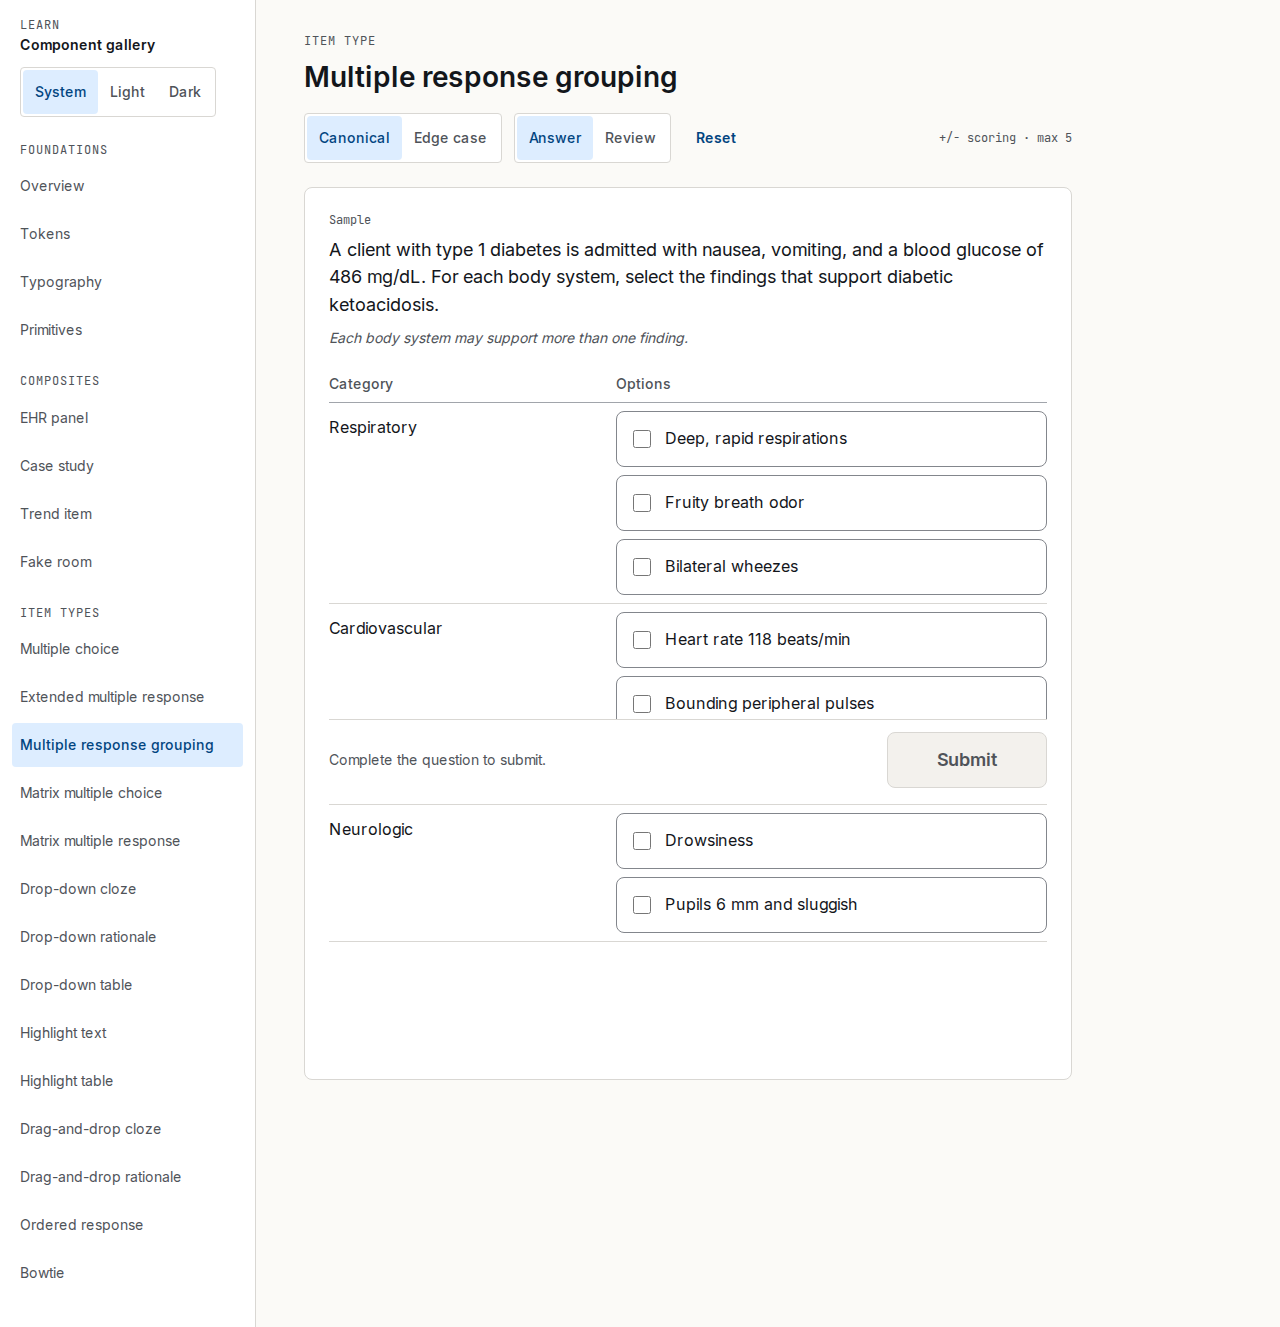 LEARN
Component gallery
System Light Dark
FOUNDATIONS
Overview
Tokens
Typography
Primitives
COMPOSITES
EHR panel
Case study
Trend item
Fake room
ITEM TYPES
Multiple choice
Extended multiple response
Multiple response grouping
Matrix multiple choice
Matrix multiple response
Drop-down cloze
Drop-down rationale
Drop-down table
Highlight text
Highlight table
Drag-and-drop cloze
Drag-and-drop rationale
Ordered response
Bowtie
ITEM TYPE
Multiple response grouping
Canonical Edge case Answer Review Reset +/- scoring · max 5
Sample
A client with type 1 diabetes is admitted with nausea, vomiting, and a blood glucose of
486 mg/dL. For each body system, select the findings that support diabetic
ketoacidosis.
Each body system may support more than one finding.
Category Options
Respiratory Deep, rapid respirations
Fruity breath odor
Bilateral wheezes
Cardiovascular Heart rate 118 beats/min
Bounding peripheral pulses
Complete the question to submit. Submit
Neurologic Drowsiness
Pupils 6 mm and sluggish